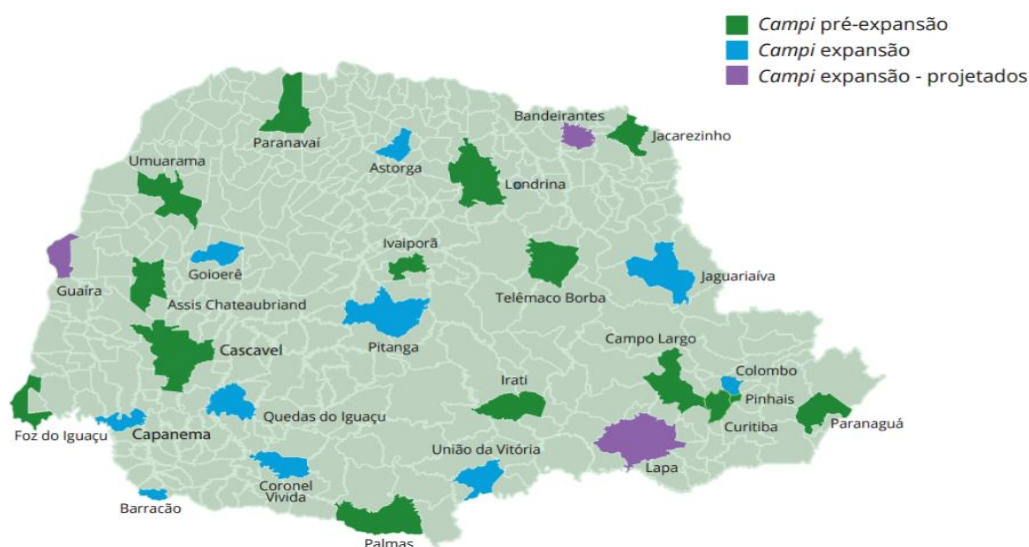 Campi pré-expansão
Campi expansão
Campi expansão - projetados
Bandeirantes
Jacarezinho
Paranavaí
Astorga
Umuarama
Londrina
Ivaiporã
Goioerê
Guaíra
Assis Chateaubriand
Telêmaco Borba
Jaguariaíva
Cascavel
Pitanga
Campo Largo
Colombo
Irati
Pinhais
Foz do Iguaçu
Capanema
Quedas do Iguaçu
Curitiba
Paranaguá
União da Vitória
Lapa
Coronel
Vivida
Barracão
Palmas